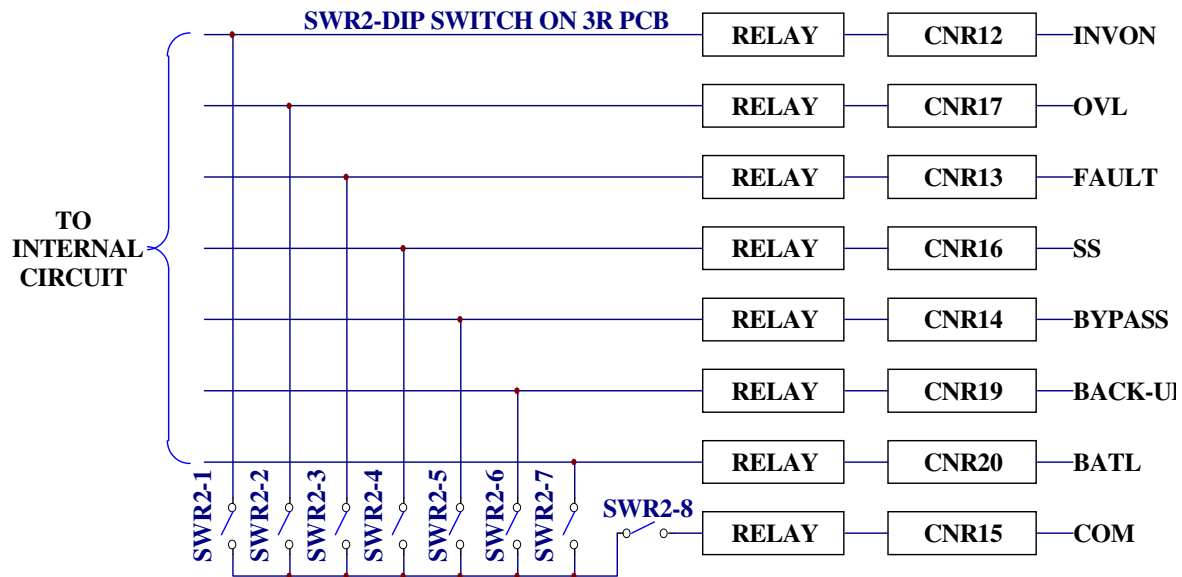 SWR2-DIP SWITCH ON 3R PCB
RELAY CNR12 INVON
RELAY CNR17 OVL
RELAY CNR13 FAULT
TO
INTERNAL
CIRCUIT
RELAY CNR16 SS
RELAY CNR14 BYPASS
RELAY CNR19 BACK-U
RELAY CNR20 BATL
SWR2-1
SWR2-2
SWR2-3
SWR2-4
SWR2-5
SWR2-6
SWR2-7
SWR2-8
RELAY CNR15 COM